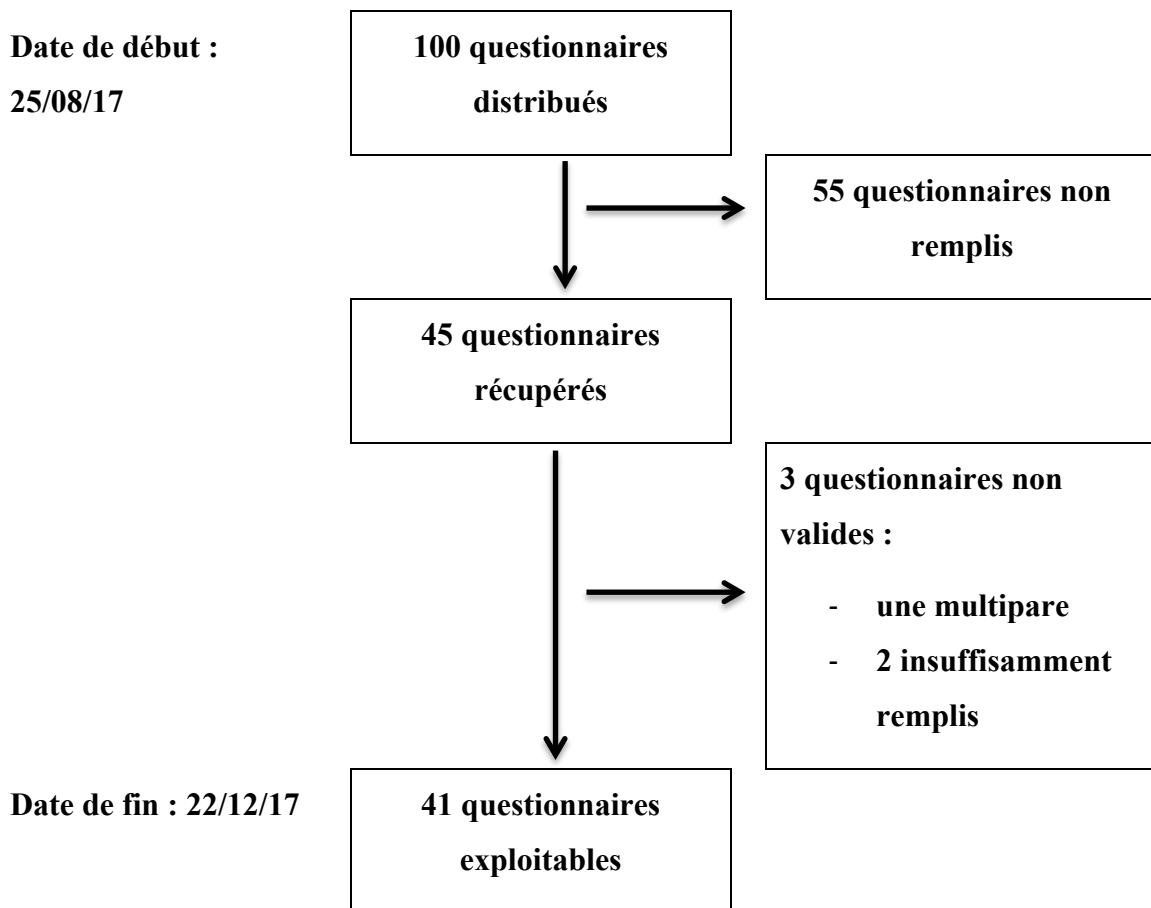 Date de début :
25/08/17
100 questionnaires
distribués
55 questionnaires non
remplis
45 questionnaires
récupérés
3 questionnaires non
valides :
- une multipare
- 2 insuffisamment
remplis
Date de fin : 22/12/17
41 questionnaires
exploitables